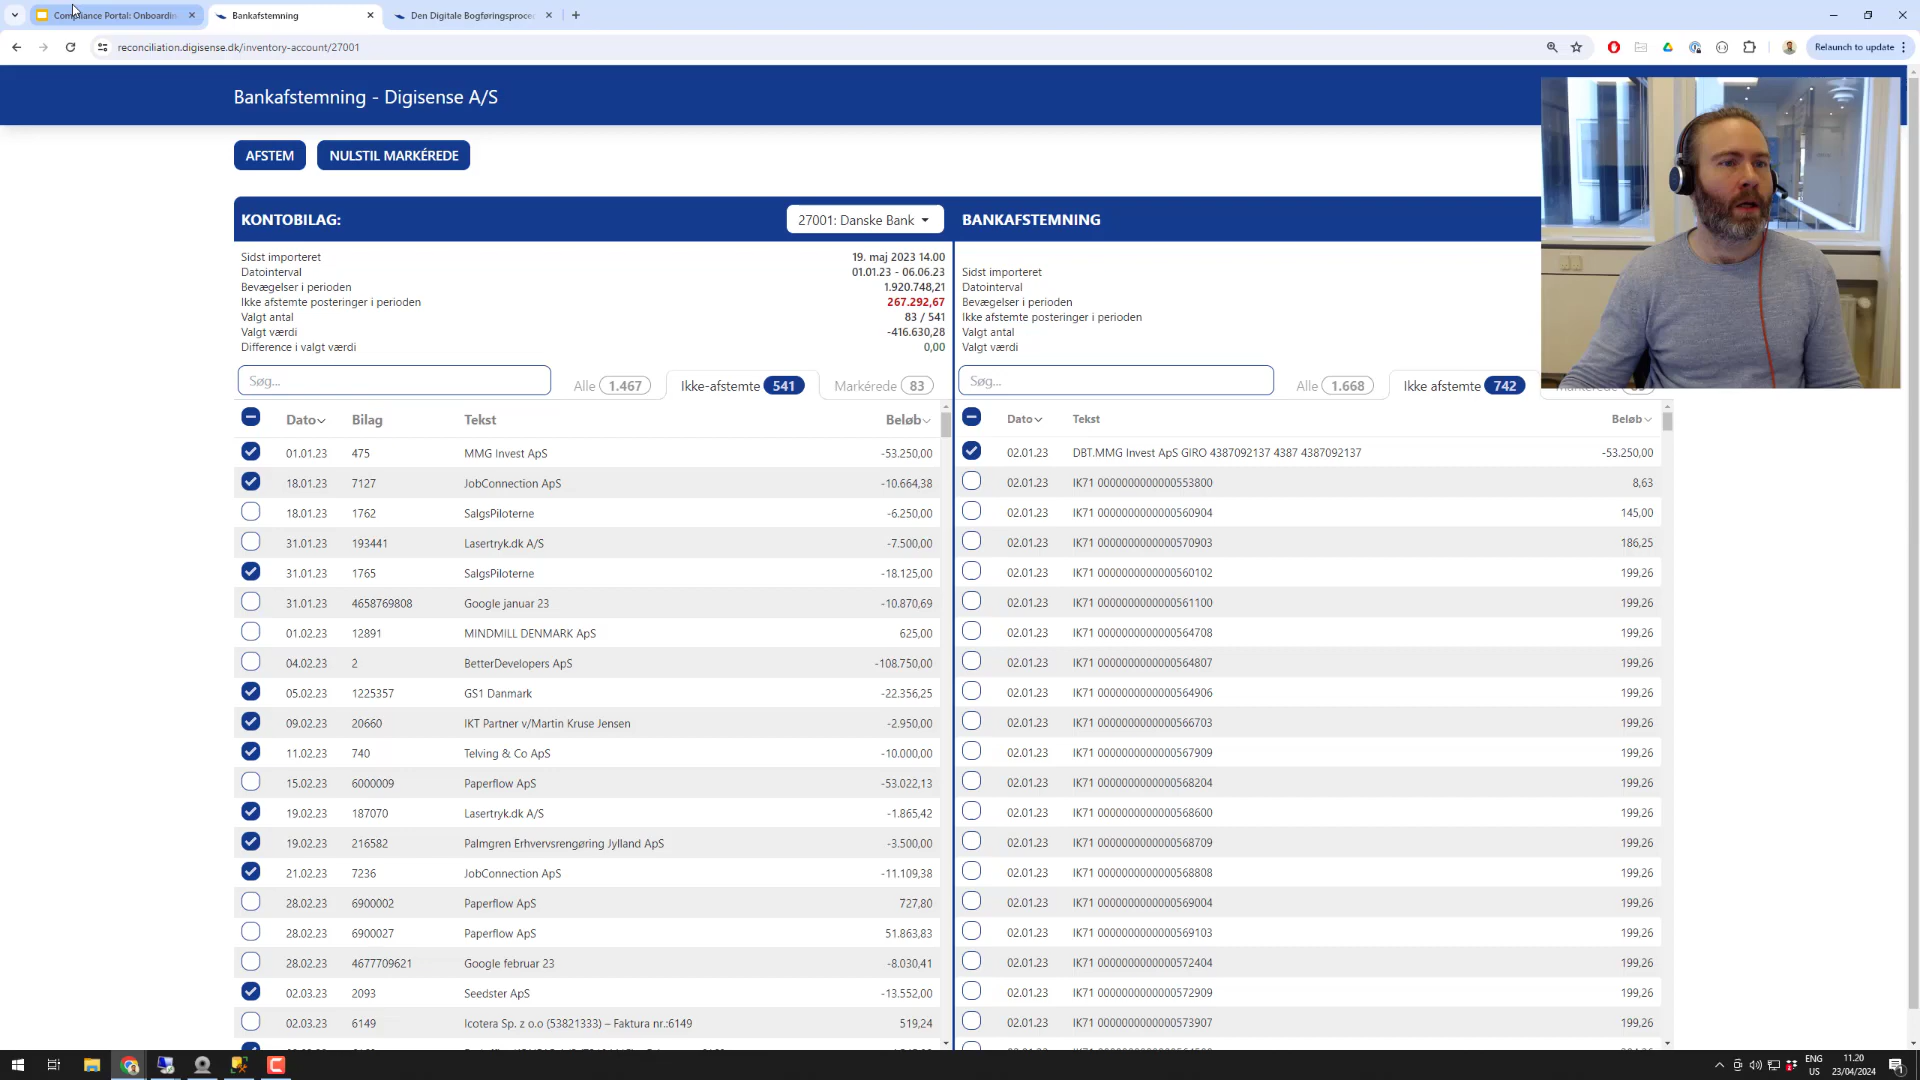 Compliance Portal: Onboardin
Bankafstemning
Den Digitale Bogføringsproces
reconciliation.digisense.dk/inventory-account/27001
Relaunch to update
Bankafstemning - Digisense A/S
AFSTEM
NULSTIL MARKÉREDE
KONTOBILAG:
27001: Danske Bank
BANKAFSTEMNING
Sidst importeret 19. maj 2023 14.00
Datointerval 01.01.23 - 06.06.23
Bevægelser i perioden 1.920.748,21
Ikke afstemte posteringer i perioden 267.292,67
Valgt antal 83 / 541
Valgt værdi -416.630,28
Difference i valgt værdi 0,00
Sidst importeret
Datointerval
Bevægelser i perioden
Ikke afstemte posteringer i perioden
Valgt antal
Valgt værdi
Søg...
Alle 1.467
Ikke-afstemte 541
Markérede 83
Søg...
Alle 1.668
Ikke afstemte 742
Dato Bilag Tekst Beløb
01.01.23 475 MMG Invest ApS -53.250,00
18.01.23 7127 JobConnection ApS -10.664,38
18.01.23 1762 SalgsPiloterne -6.250,00
31.01.23 193441 Lasertryk.dk A/S -7.500,00
31.01.23 1765 SalgsPiloterne -18.125,00
31.01.23 4658769808 Google januar 23 -10.870,69
01.02.23 12891 MINDMILL DENMARK ApS 625,00
04.02.23 2 BetterDevelopers ApS -108.750,00
05.02.23 1225357 GS1 Danmark -22.356,25
09.02.23 20660 IKT Partner v/Martin Kruse Jensen -2.950,00
11.02.23 740 Telving & Co ApS -10.000,00
15.02.23 6000009 Paperflow ApS -53.022,13
19.02.23 187070 Lasertryk.dk A/S -1.865,42
19.02.23 216582 Palmgren Erhvervsrengøring Jylland ApS -3.500,00
21.02.23 7236 JobConnection ApS -11.109,38
28.02.23 6900002 Paperflow ApS 727,80
28.02.23 6900027 Paperflow ApS 51.863,83
28.02.23 4677709621 Google februar 23 -8.030,41
02.03.23 2093 Seedster ApS -13.552,00
02.03.23 6149 Icotera Sp. z o.o (53821333) – Faktura nr.:6149 519,24
Dato Tekst Beløb
02.01.23 DBT.MMG Invest ApS GIRO 4387092137 4387 4387092137 -53.250,00
02.01.23 IK71 0000000000000553800 8,63
02.01.23 IK71 0000000000000560904 145,00
02.01.23 IK71 0000000000000570903 186,25
02.01.23 IK71 0000000000000560102 199,26
02.01.23 IK71 0000000000000561100 199,26
02.01.23 IK71 0000000000000564708 199,26
02.01.23 IK71 0000000000000564807 199,26
02.01.23 IK71 0000000000000564906 199,26
02.01.23 IK71 0000000000000566703 199,26
02.01.23 IK71 0000000000000567909 199,26
02.01.23 IK71 0000000000000568204 199,26
02.01.23 IK71 0000000000000568600 199,26
02.01.23 IK71 0000000000000568709 199,26
02.01.23 IK71 0000000000000568808 199,26
02.01.23 IK71 0000000000000569004 199,26
02.01.23 IK71 0000000000000569103 199,26
02.01.23 IK71 0000000000000572404 199,26
02.01.23 IK71 0000000000000572909 199,26
02.01.23 IK71 0000000000000573907 199,26
ENG
US
11.20
23/04/2024